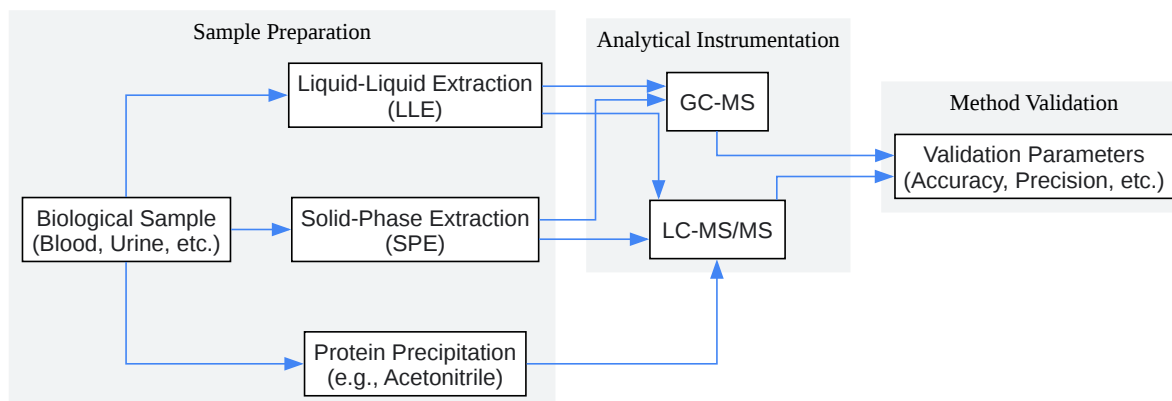 Sample Preparation
Liquid-Liquid Extraction
(LLE)
Biological Sample
(Blood, Urine, etc.)
Solid-Phase Extraction
(SPE)
Protein Precipitation
(e.g., Acetonitrile)
Analytical Instrumentation
GC-MS
LC-MS/MS
Method Validation
Validation Parameters
(Accuracy, Precision, etc.)